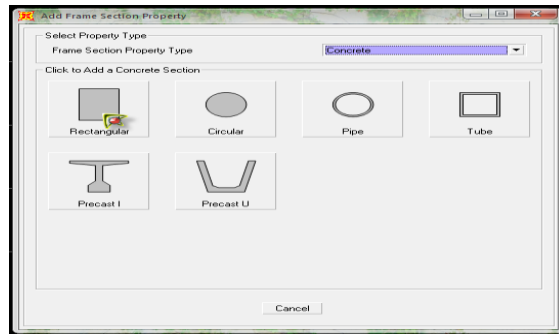 Add Frame Section Property
Select Property Type
Frame Section Property Type
Concrete
Click to Add a Concrete Section
Rectangular
Circular
Pipe
Tube
Precast I
Precast U
Cancel